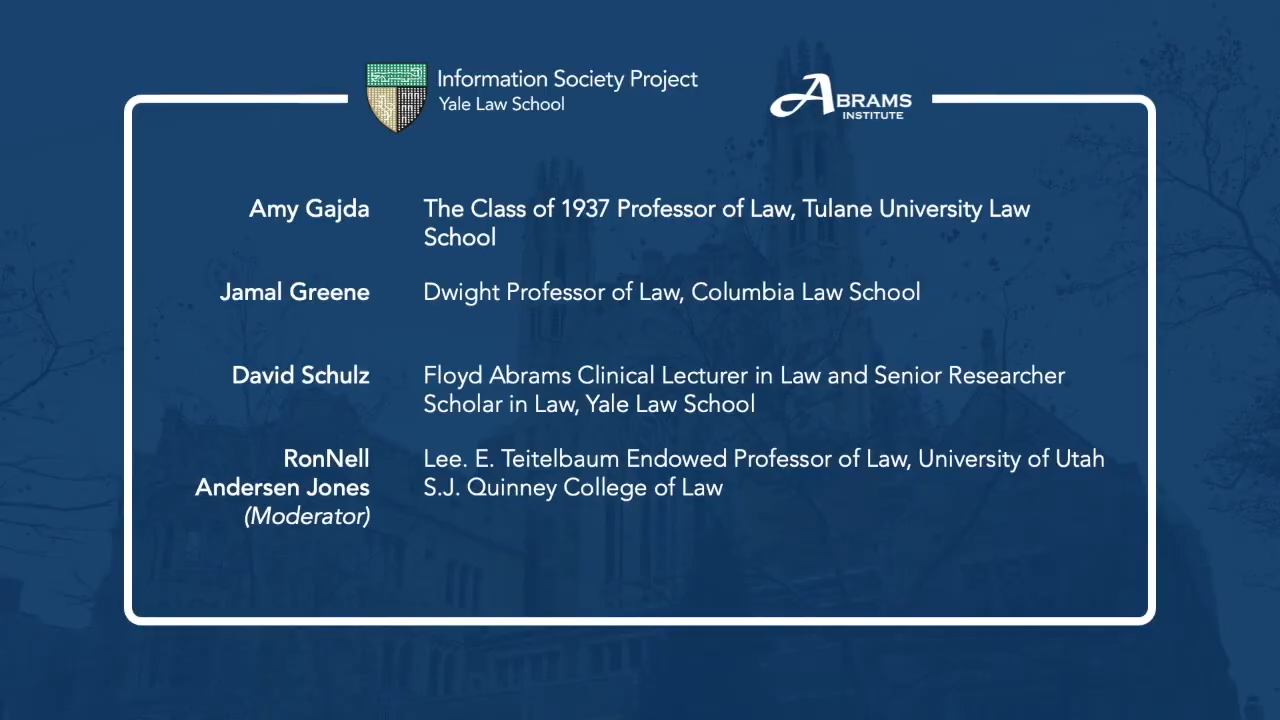 Information Society Project
Yale Law School
ABRAMS
INSTITUTE
Amy Gajda
The Class of 1937 Professor of Law, Tulane University Law
School
Jamal Greene
Dwight Professor of Law, Columbia Law School
David Schulz
Floyd Abrams Clinical Lecturer in Law and Senior Researcher
Scholar in Law, Yale Law School
RonNell
Andersen Jones
(Moderator)
Lee. E. Teitelbaum Endowed Professor of Law, University of Utah
S.J. Quinney College of Law